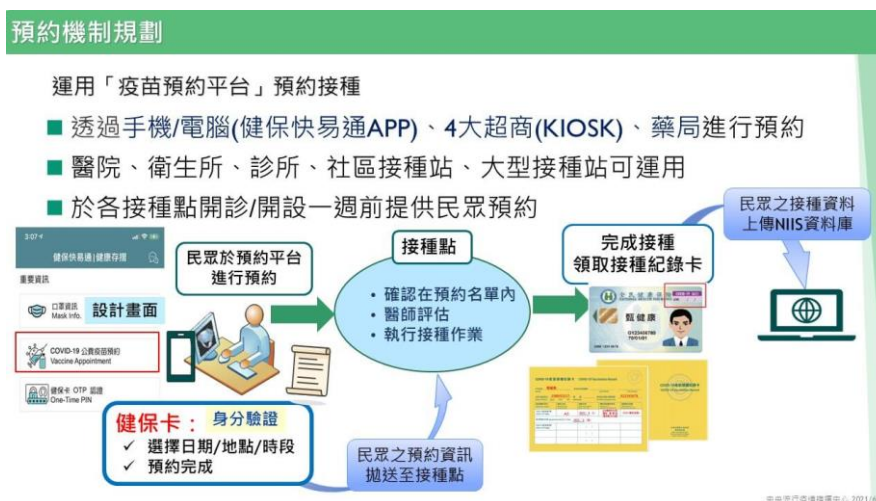 預約機制規劃
運用「疫苗預約平台」預約接種
透過手機/電腦(健保快易通APP)、4大超商(KIOSK)、藥局進行預約
醫院、衛生所、診所、社區接種站、大型接種站可運用
於各接種點開診/開設一週前提供民眾預約
民眾之接種資料
上傳NIIS資料庫
3:07
健保快易通|健康存摺
重要資訊
口罩資訊
Mask Info.
設計畫面
COVID-19 公費疫苗預約
Vaccine Appointment
健保卡 OTP 認證
One-Time PIN
民眾於預約平台
進行預約
接種點
• 確認在預約名單內
• 醫師評估
• 執行接種作業
完成接種
領取接種紀錄卡
甄健康
健保卡：
身分驗證
✓ 選擇日期/地點/時段
✓ 預約完成
民眾之預約資訊
拋送至接種點